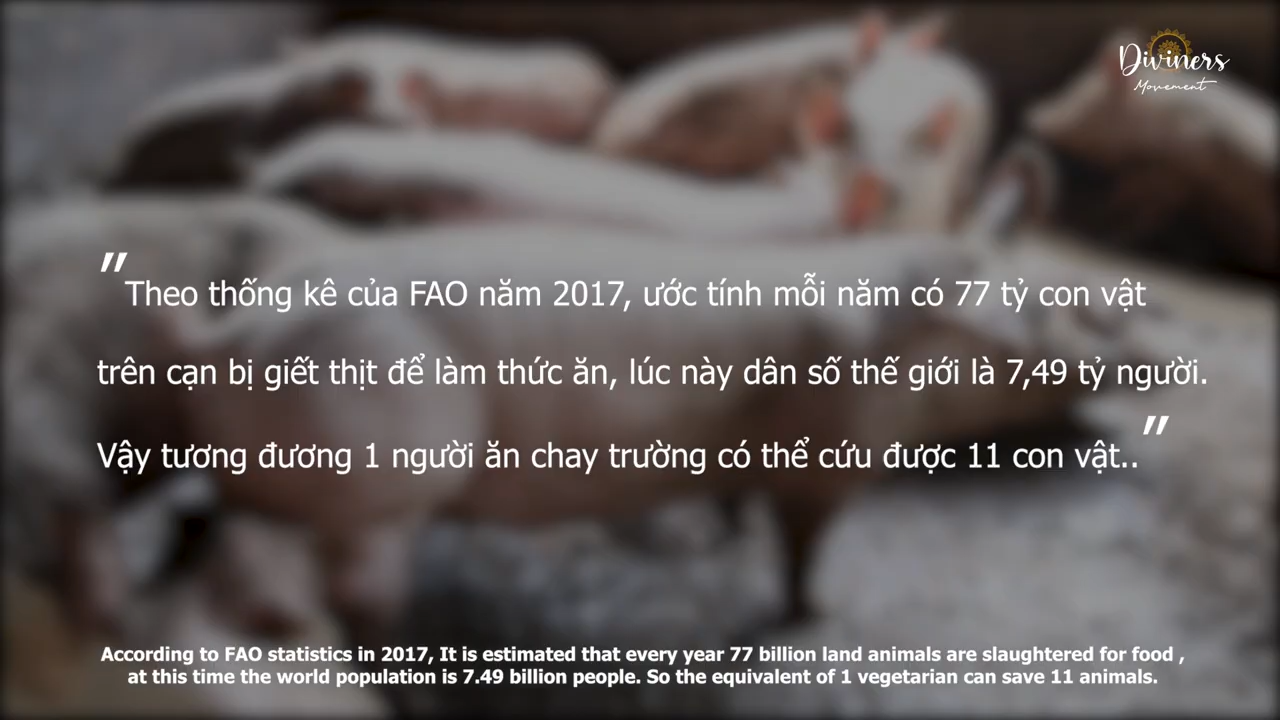 Diviners
Movement
"Theo thống kê của FAO năm 2017, ước tính mỗi năm có 77 tỷ con vật
trên cạn bị giết thịt để làm thức ăn, lúc này dân số thế giới là 7,49 tỷ người.
Vậy tương đương 1 người ăn chay trường có thể cứu được 11 con vật.."
According to FAO statistics in 2017, It is estimated that every year 77 billion land animals are slaughtered for food ,
at this time the world population is 7.49 billion people. So the equivalent of 1 vegetarian can save 11 animals.